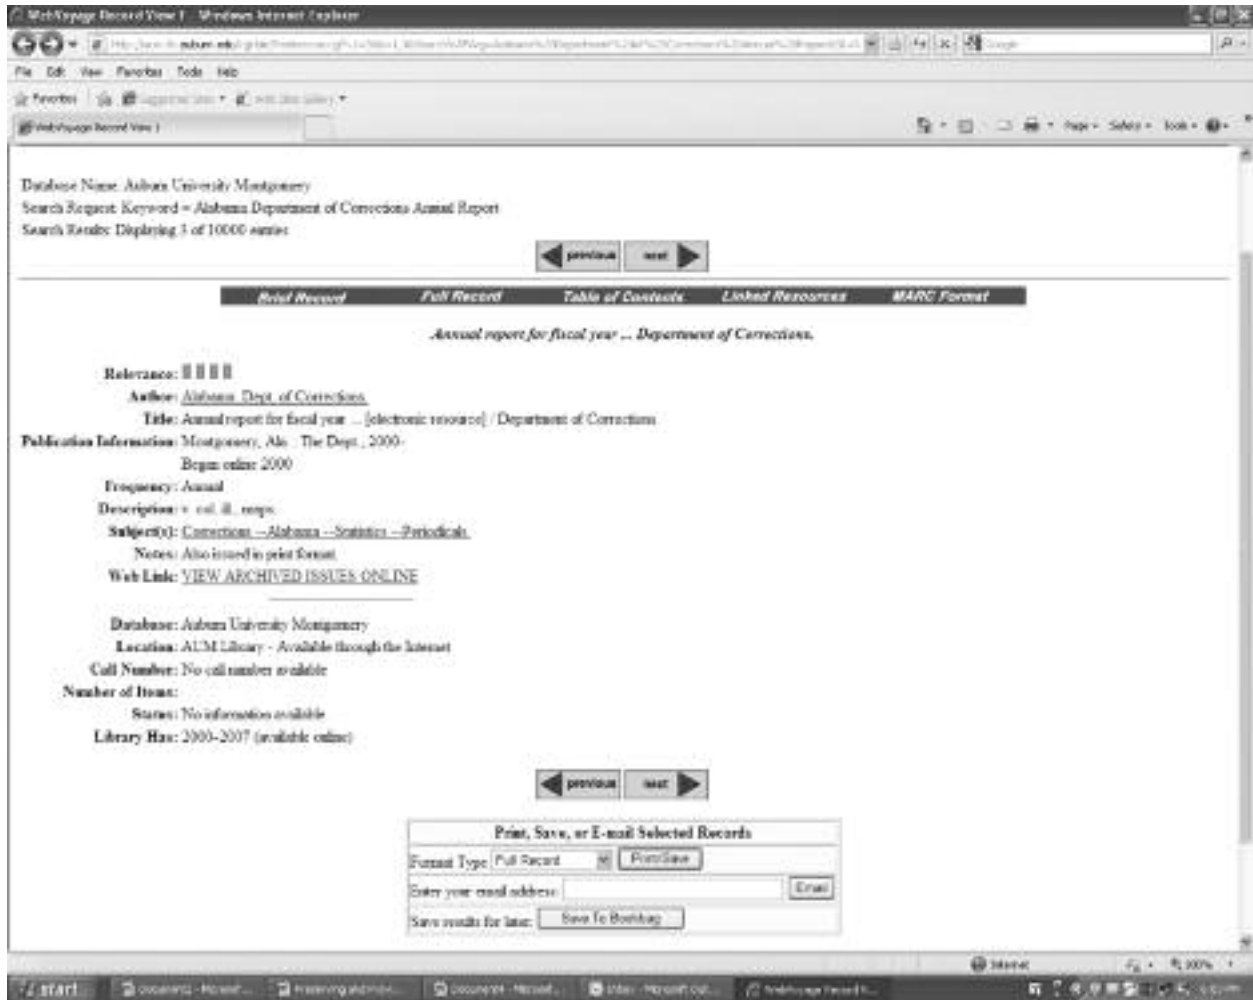 WebVoyage Record View 1 - Windows Internet Explorer
Google
File Edit View Favorites Tools Help
Favorites Suggested Sites
WebVoyage Record View 1
Page Safety Tools
Database Name: Auburn University Montgomery
Search Request: Keyword = Alabama Department of Corrections Annual Report
Search Results: Displaying 3 of 10000 entries
previous next
Brief Record Full Record Table of Contents Linked Resources MARC Format
Annual report for fiscal year ... Department of Corrections.
Relevance:
Author: Alabama. Dept. of Corrections.
Title: Annual report for fiscal year ... [electronic resource] / Department of Corrections
Publication Information: Montgomery, Ala. : The Dept., 2000-
Began online 2000
Frequency: Annual
Description: v. col. ill., maps.
Subject(s): Corrections --Alabama --Statistics --Periodicals.
Notes: Also issued in print format.
Web Link: VIEW ARCHIVED ISSUES ONLINE
Database: Auburn University Montgomery
Location: AUM Library - Available through the Internet
Call Number: No call number available
Number of Items:
Status: No information available
Library Has: 2000-2007 (available online)
previous next
Print, Save, or E-mail Selected Records
Format Type: Full Record Print/Save
Enter your email address: Email
Save results for later: Save To Bookbag
Internet 100%
start